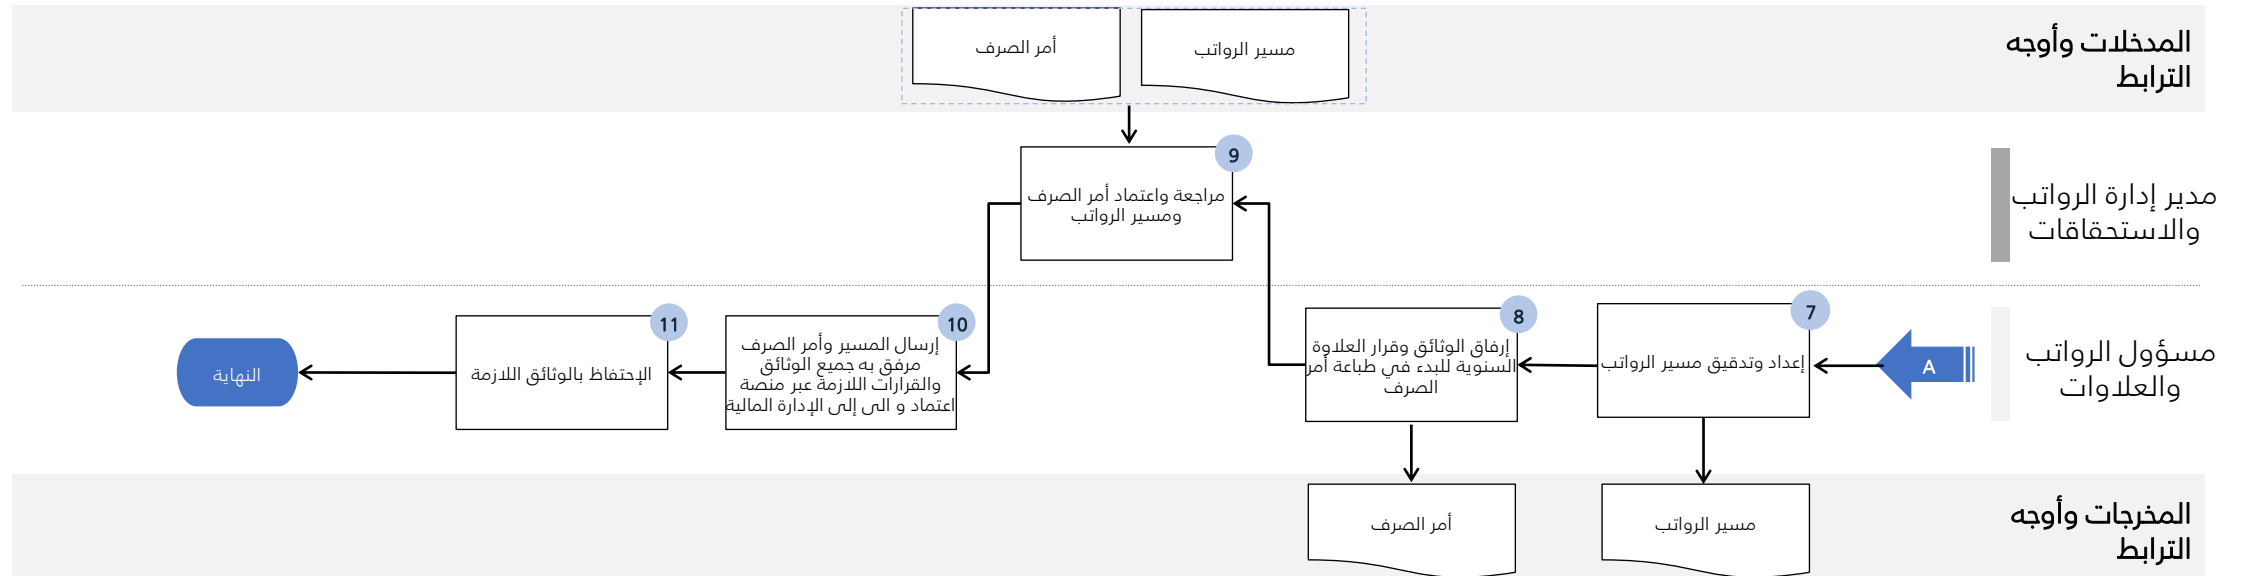 المدخلات وأوجه
الترابط
مسير الرواتب
أمر الصرف
مدير إدارة الرواتب
والاستحقاقات
9
مراجعة واعتماد أمر الصرف
ومسير الرواتب
مسؤول الرواتب
والعلاوات
A
7
إعداد وتدقيق مسير الرواتب
8
إرفاق الوثائق وقرار العلاوة
السنوية للبدء في طباعة أمر
الصرف
10
إرسال المسير وأمر الصرف
مرفق به جميع الوثائق
والقرارات اللازمة عبر منصة
اعتماد و الى إلى الإدارة المالية
11
الإحتفاظ بالوثائق اللازمة
النهاية
المخرجات وأوجه
الترابط
مسير الرواتب
أمر الصرف